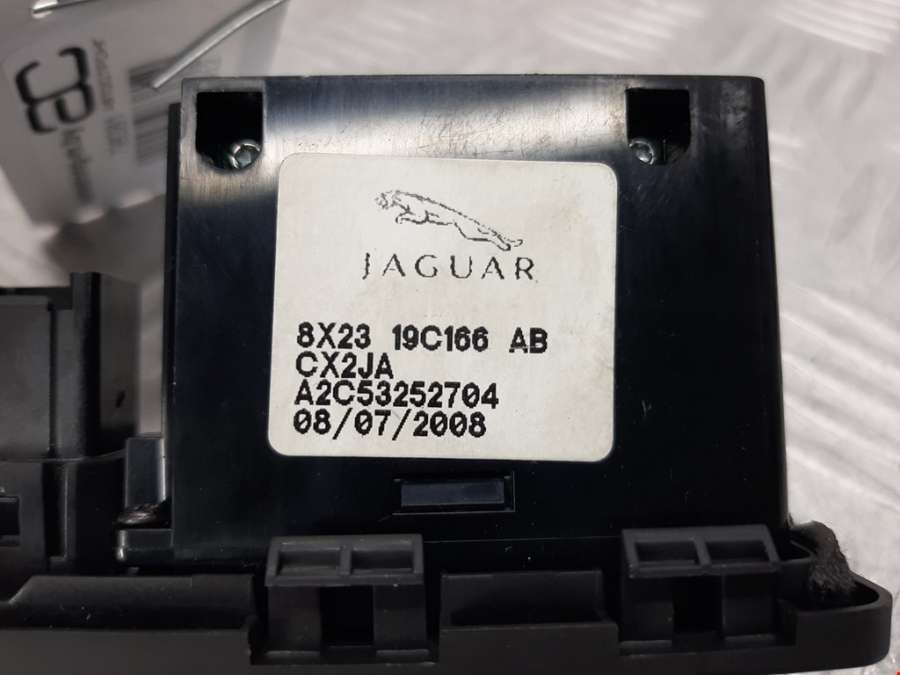 JAGUAR
8X23 19C166 AB
CX2JA
A2C53252704
08/07/2008